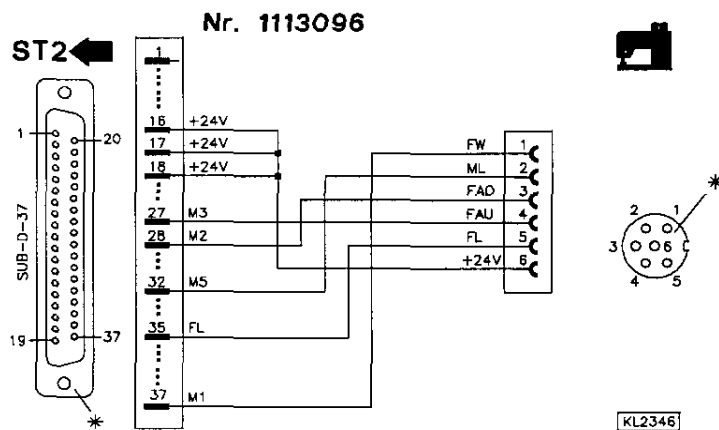 Nr. 1113096
ST2
1
16 +24V
17 +24V
18 +24V
27 M3
28 M2
32 M5
35 FL
37 M1
1 20
SUB-D-37
19 37
*
FW 1
ML 2
FAO 3
FAU 4
FL 5
+24V 6
*
2 1
3 6
4 5
KL2346